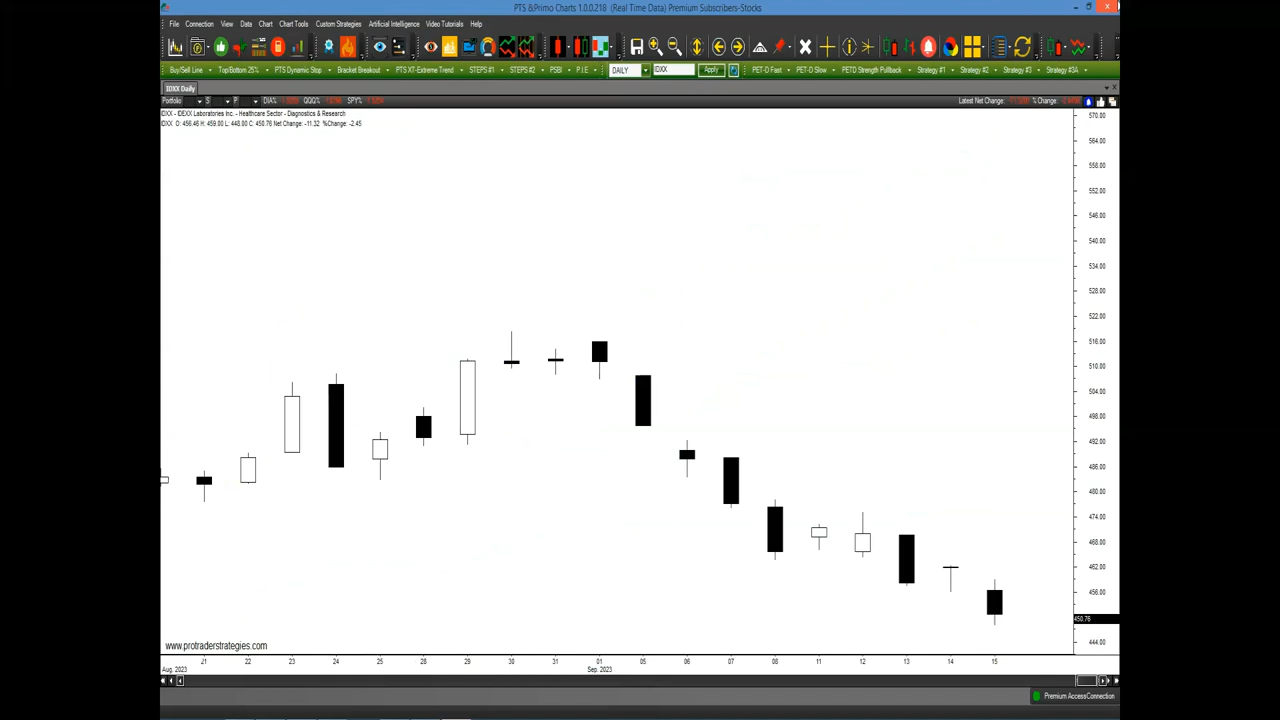 PTS &Primo Charts 1.0.0.218 (Real Time Data) Premium Subscribers-Stocks
File Connection View Data Chart Chart Tools Custom Strategies Artificial Intelligence Video Tutorials Help
Buy/Sell Line Top/Bottom 25% PTS Dynamic Stop Bracket Breakout PTS XT-Extreme Trend STEPS #1 STEPS #2 PSBI P.I.E DAILY IDXX Apply PET-D Fast PET-D Slow PETD Strength Pullback Strategy #1 Strategy #2 Strategy #3 Strategy #3A
IDXX Daily
Portfolio S P DIA% QQQ% SPY% Latest Net Change: % Change:
IDXX - IDEXX Laboratories Inc. - Healthcare Sector - Diagnostics & Research
IDXX O: 456.46 H: 459.00 L: 448.00 C: 450.76 Net Change: -11.32 %Change: -2.45
570.00
564.00
558.00
552.00
546.00
540.00
534.00
528.00
522.00
516.00
510.00
504.00
498.00
492.00
486.00
480.00
474.00
468.00
462.00
456.00
450.76
444.00
www.protraderstrategies.com
21 22 23 24 25 28 29 30 31 01 05 06 07 08 11 12 13 14 15
Aug. 2023 Sep. 2023
Premium AccessConnection